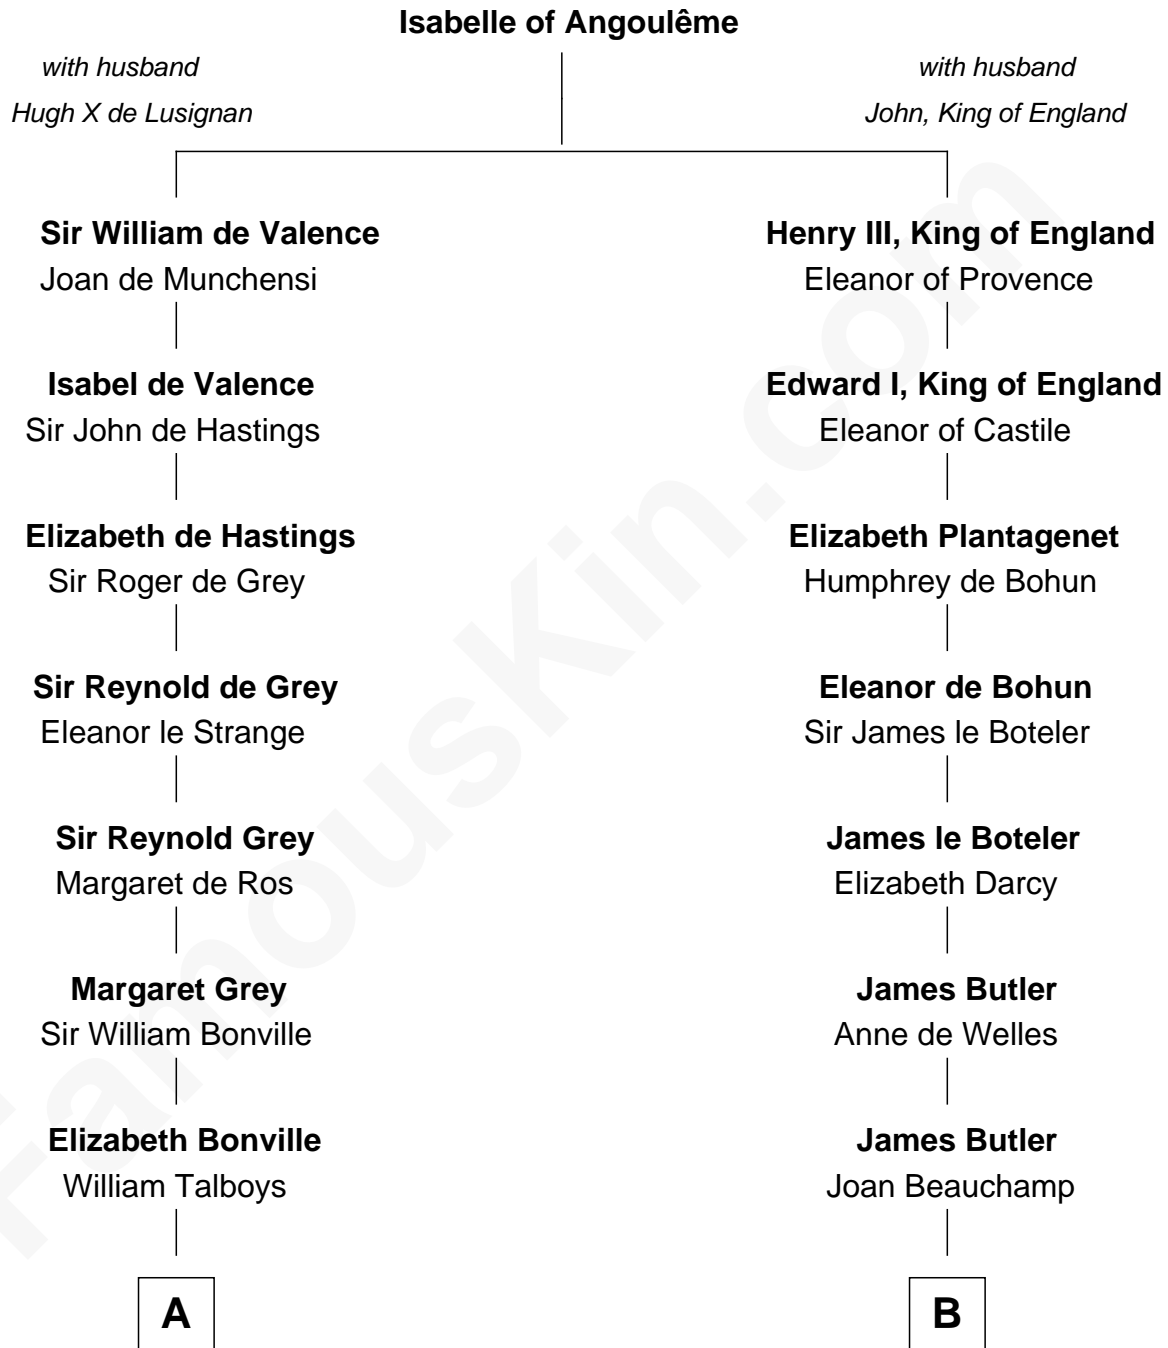 Isabelle of Angoulême
with husband
Hugh X de Lusignan
with husband
John, King of England
Sir William de Valence
Joan de Munchensi
Henry III, King of England
Eleanor of Provence
Isabel de Valence
Sir John de Hastings
Edward I, King of England
Eleanor of Castile
Elizabeth de Hastings
Sir Roger de Grey
Elizabeth Plantagenet
Humphrey de Bohun
Sir Reynold de Grey
Eleanor le Strange
Eleanor de Bohun
Sir James le Boteler
Sir Reynold Grey
Margaret de Ros
James le Boteler
Elizabeth Darcy
Margaret Grey
Sir William Bonville
James Butler
Anne de Welles
Elizabeth Bonville
William Talboys
James Butler
Joan Beauchamp
A
B
FamousKin.com